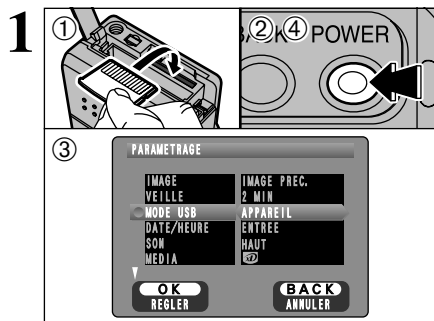 1
①
②④
BACK POWER
③
PARAMETRAGE
IMAGE IMAGE PREC.
VEILLE 2 MIN
MODE USB APPAREIL
DATE/HEURE ENTREE
SON HAUT
MEDIA
OK BACK
REGLER ANNULER